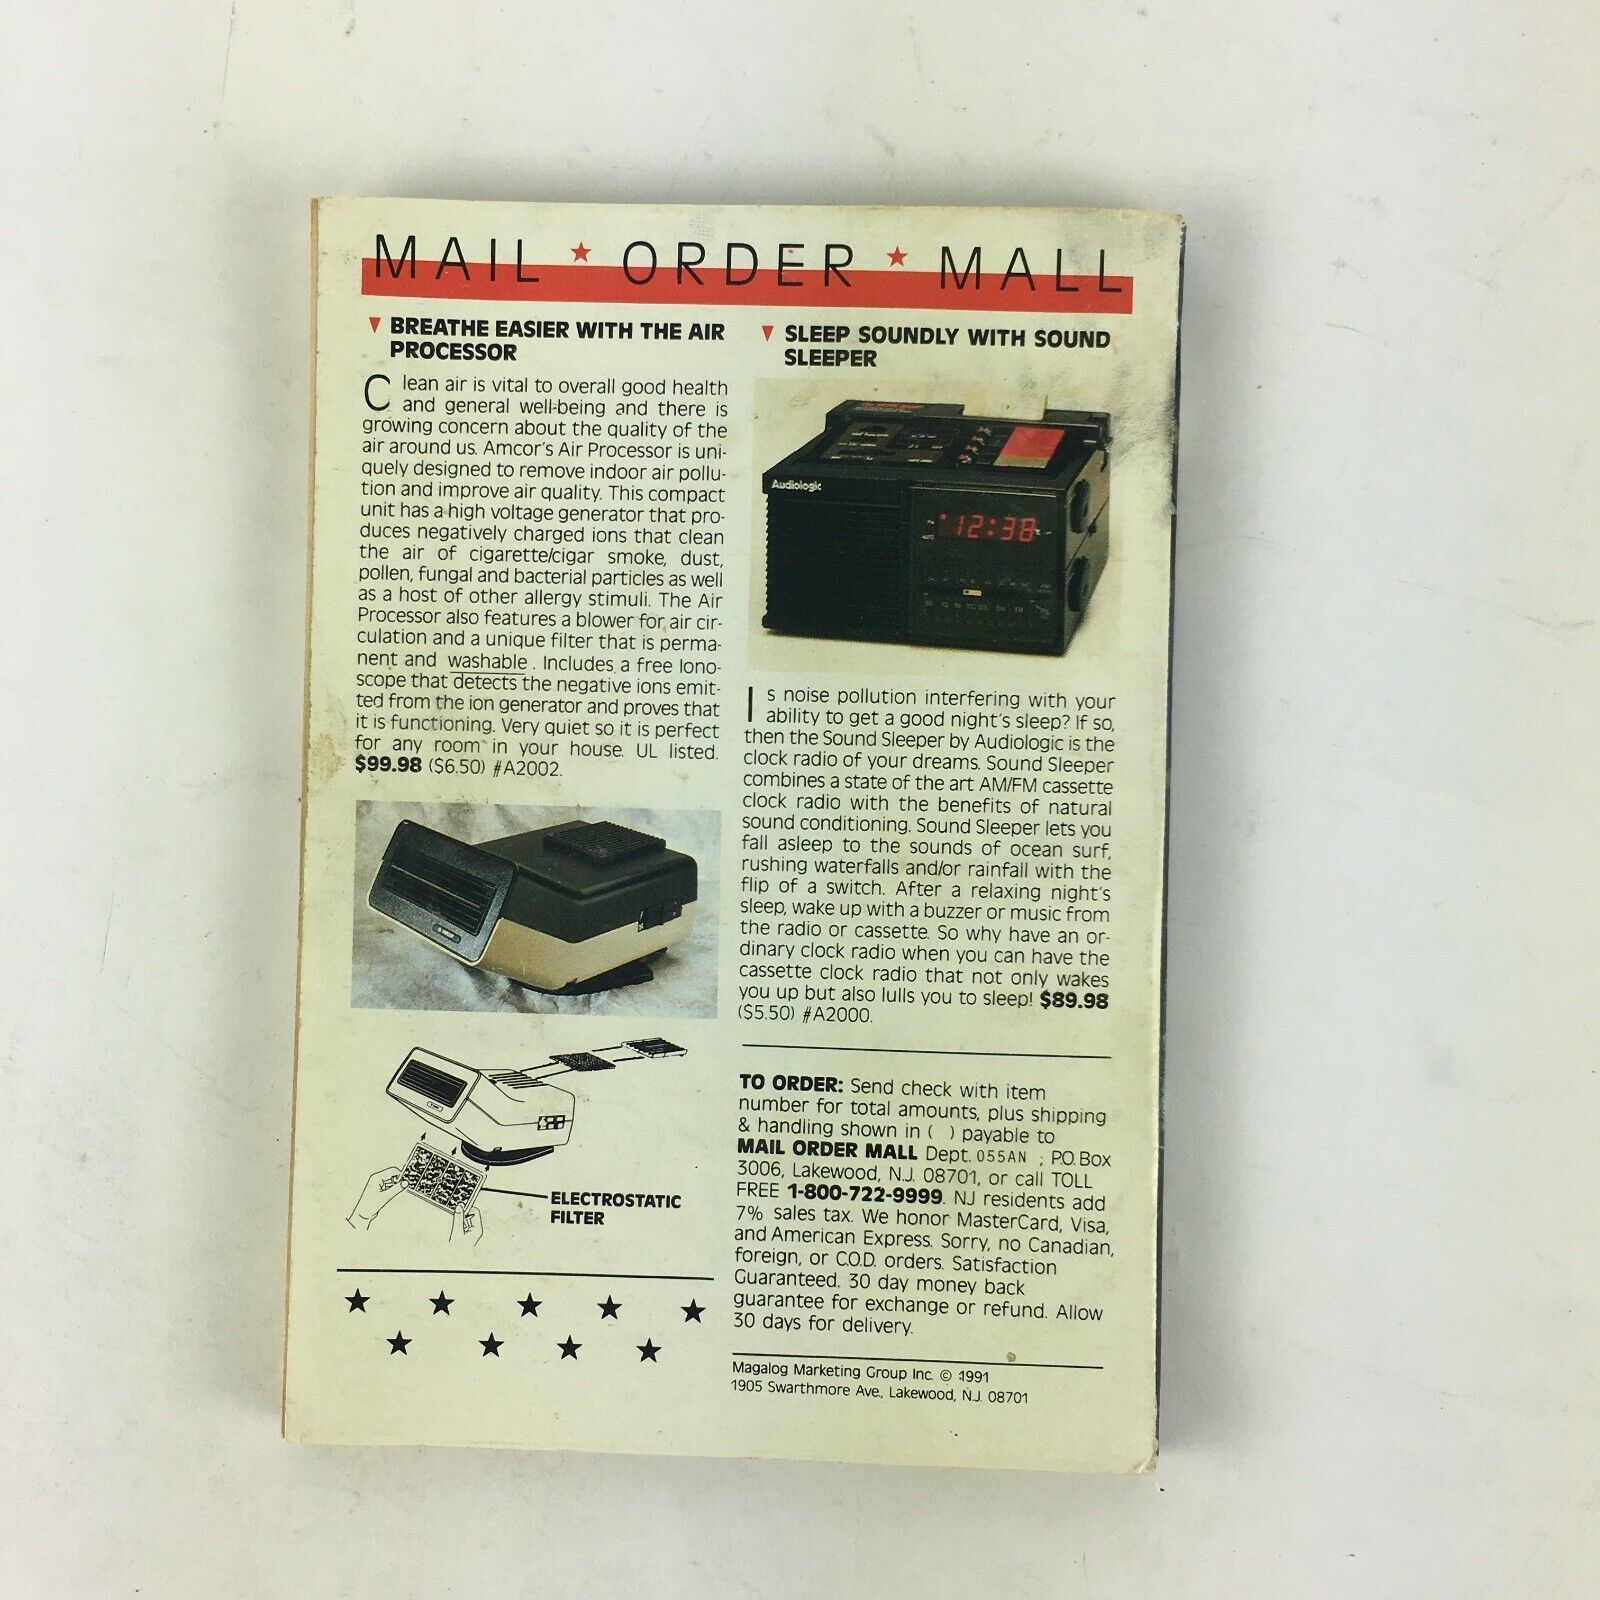 MAIL ★ ORDER ★ MALL
▼ BREATHE EASIER WITH THE AIR
PROCESSOR
Clean air is vital to overall good health
and general well-being and there is
growing concern about the quality of the
air around us. Amcor's Air Processor is uni-
quely designed to remove indoor air pollu-
tion and improve air quality. This compact
unit has a high voltage generator that pro-
duces negatively charged ions that clean
the air of cigarette/cigar smoke, dust,
pollen, fungal and bacterial particles as well
as a host of other allergy stimuli. The Air
Processor also features a blower for air cir-
culation and a unique filter that is perma-
nent and washable. Includes a free Iono-
scope that detects the negative ions emit-
ted from the ion generator and proves that
it is functioning. Very quiet so it is perfect
for any room in your house. UL listed.
$99.98 ($6.50) #A2002.
ELECTROSTATIC
FILTER
▼ SLEEP SOUNDLY WITH SOUND
SLEEPER
Audiologic
12:38
Is noise pollution interfering with your
ability to get a good night's sleep? If so,
then the Sound Sleeper by Audiologic is the
clock radio of your dreams. Sound Sleeper
combines a state of the art AM/FM cassette
clock radio with the benefits of natural
sound conditioning. Sound Sleeper lets you
fall asleep to the sounds of ocean surf,
rushing waterfalls and/or rainfall with the
flip of a switch. After a relaxing night's
sleep, wake up with a buzzer or music from
the radio or cassette. So why have an or-
dinary clock radio when you can have the
cassette clock radio that not only wakes
you up but also lulls you to sleep! $89.98
($5.50) #A2000.
TO ORDER: Send check with item
number for total amounts, plus shipping
& handling shown in ( ) payable to
MAIL ORDER MALL Dept. 055AN ; P.O. Box
3006, Lakewood, N.J. 08701, or call TOLL
FREE 1-800-722-9999. NJ residents add
7% sales tax. We honor MasterCard, Visa,
and American Express. Sorry, no Canadian,
foreign, or C.O.D. orders. Satisfaction
Guaranteed. 30 day money back
guarantee for exchange or refund. Allow
30 days for delivery.
Magalog Marketing Group Inc. © 1991
1905 Swarthmore Ave., Lakewood, N.J. 08701